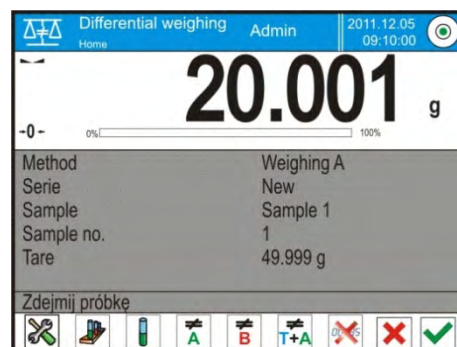 Differential weighing Admin 2011.12.05
Home 09:10:00
20.001 g
-0- 0% 100%
Method Weighing A
Serie New
Sample Sample 1
Sample no. 1
Tare 49.999 g
Zdejmij próbkę
A B T+A